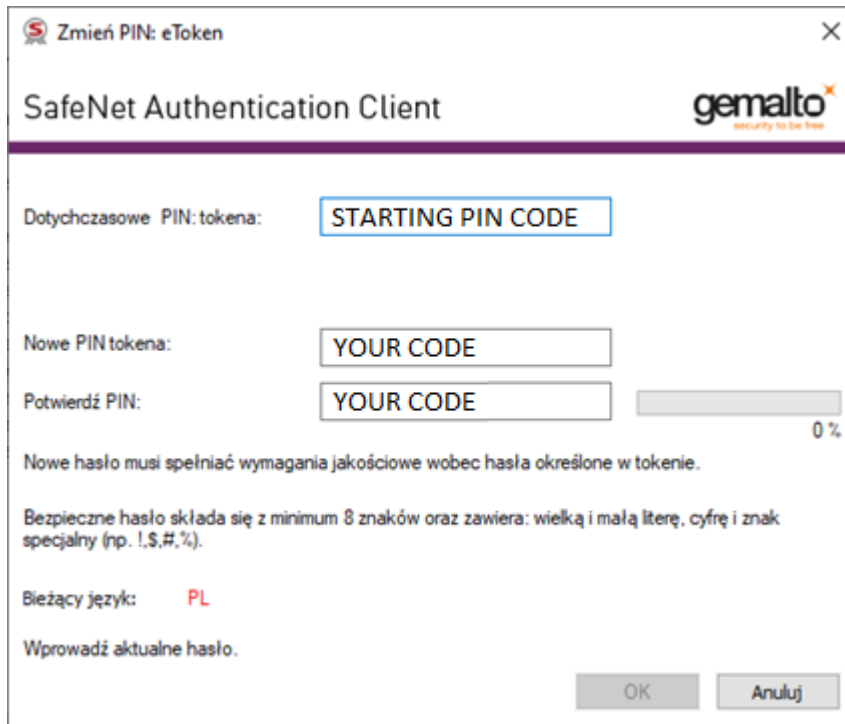 Zmień PIN: eToken
SafeNet Authentication Client
gemalto
security to be free
Dotychczasowe PIN: tokena: STARTING PIN CODE
Nowe PIN tokena: YOUR CODE
Potwierdź PIN: YOUR CODE
0 %
Nowe hasło musi spełniać wymagania jakościowe wobec hasła określone w tokenie.
Bezpieczne hasło składa się z minimum 8 znaków oraz zawiera: wielką i małą literę, cyfrę i znak
specjalny (np. !,$,#,%).
Bieżący język: PL
Wprowadź aktualne hasło.
OK Anuluj